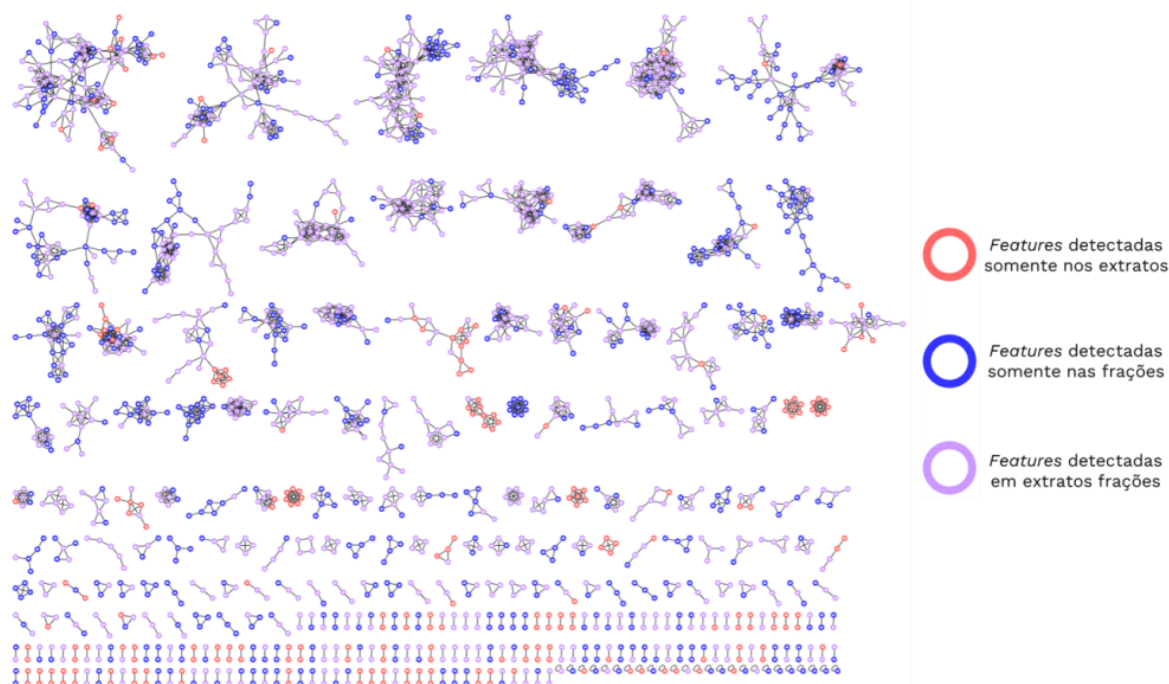 Features detectadas
somente nos extratos
Features detectadas
somente nas frações
Features detectadas
em extratos frações